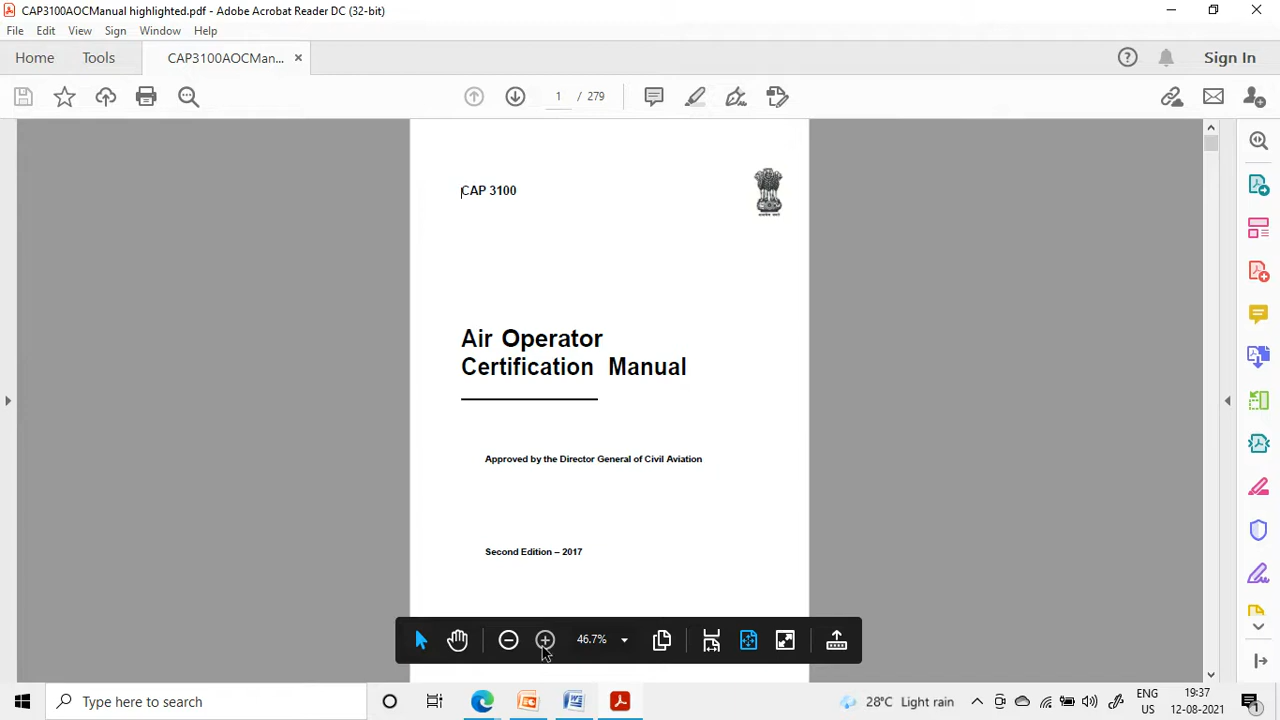 CAP3100AOCManual highlighted.pdf - Adobe Acrobat Reader DC (32-bit)
File Edit View Sign Window Help
Home Tools CAP3100AOCMan... Sign In
1 / 279
CAP 3100
Air Operator
Certification Manual
Approved by the Director General of Civil Aviation
Second Edition – 2017
46.7%
Type here to search
28°C Light rain
ENG
US
19:37
12-08-2021
1